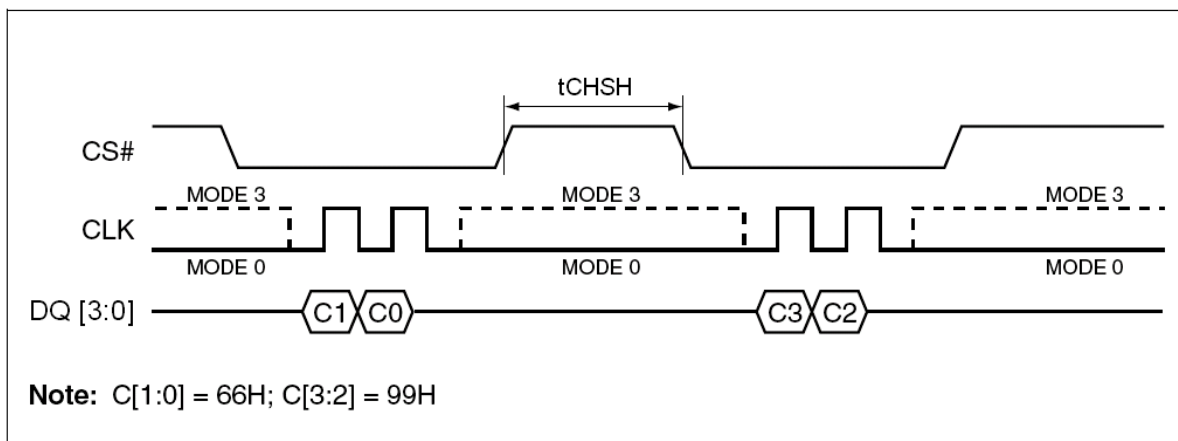 tCHSH
CS#
MODE 3 MODE 3 MODE 3
CLK
MODE 0 MODE 0 MODE 0
DQ [3:0] C1 C0 C3 C2
Note: C[1:0] = 66H; C[3:2] = 99H